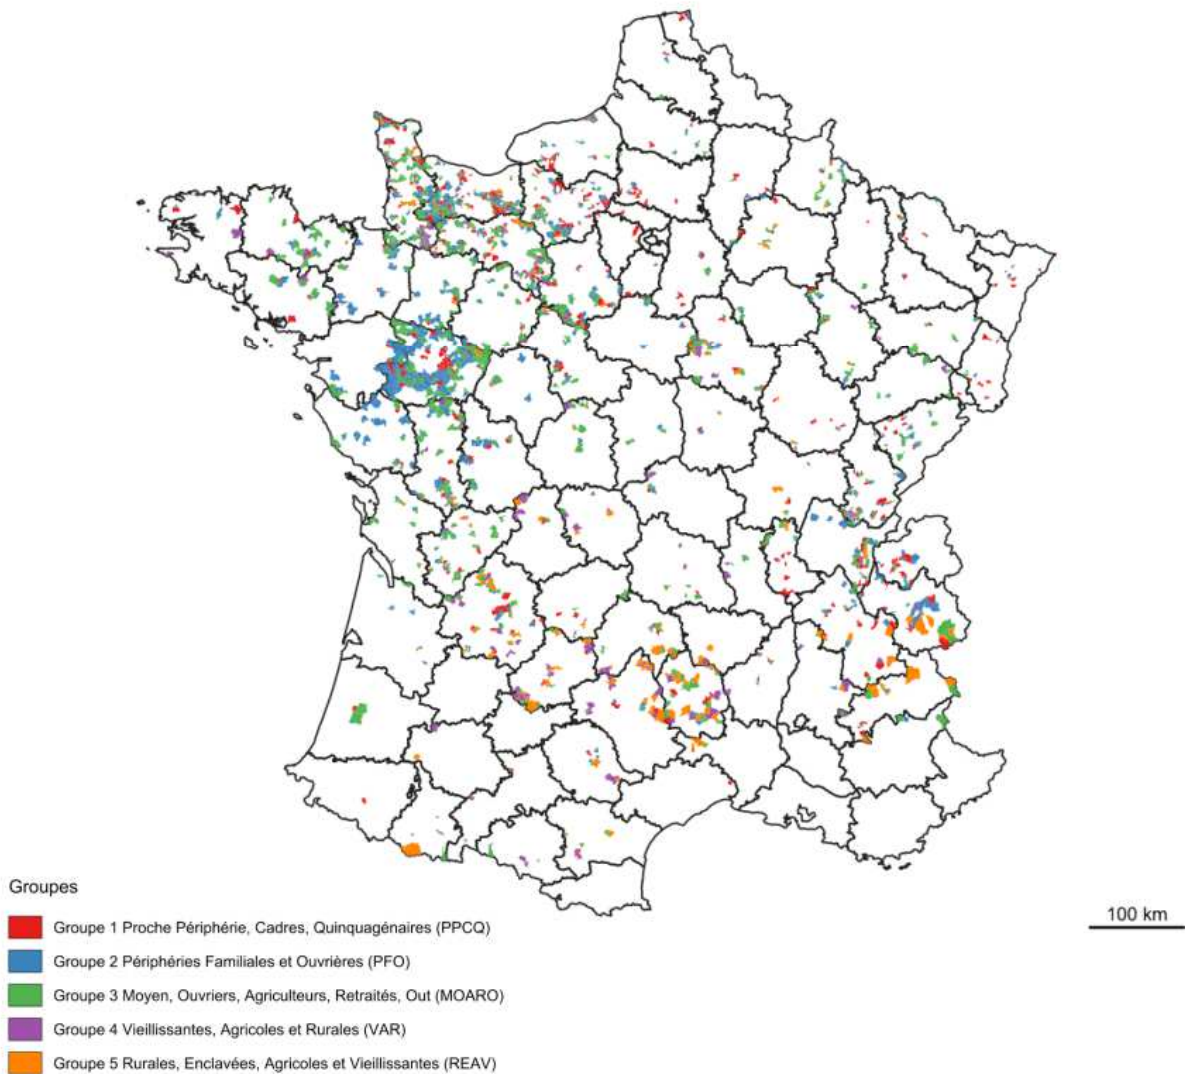 Groupes
Groupe 1 Proche Périphérie, Cadres, Quinquagénaires (PPCQ)
Groupe 2 Périphéries Familiales et Ouvrières (PFO)
Groupe 3 Moyen, Ouvriers, Agriculteurs, Retraités, Out (MOARO)
Groupe 4 Vieillissantes, Agricoles et Rurales (VAR)
Groupe 5 Rurales, Enclavées, Agricoles et Vieillissantes (REAV)
100 km